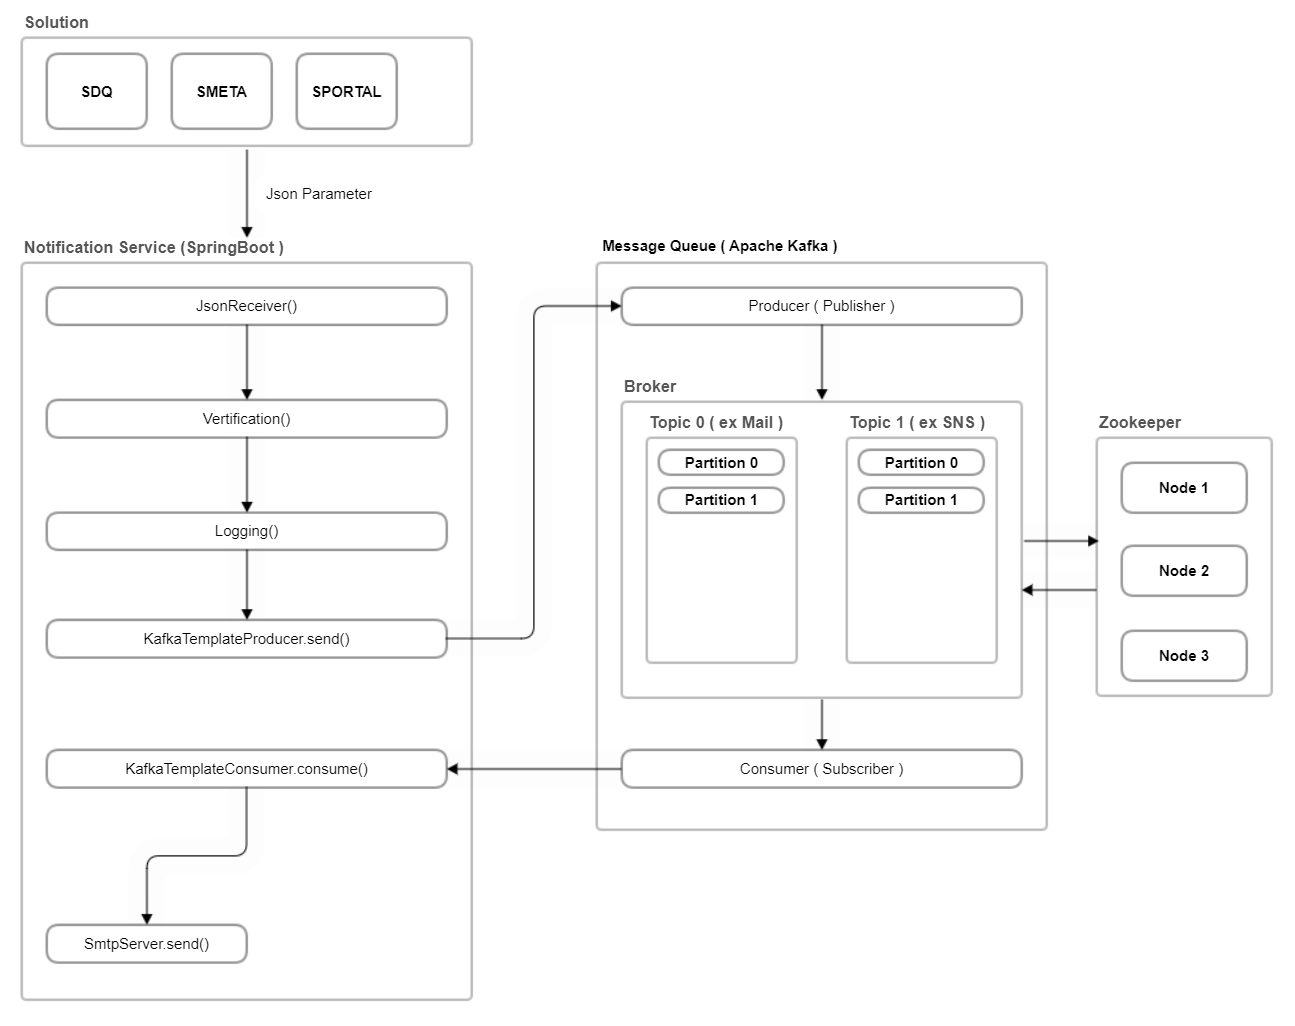 Solution
SDQ
SMETA
SPORTAL
Json Parameter
Notification Service (SpringBoot )
JsonReceiver()
Vertification()
Logging()
KafkaTemplateProducer.send()
KafkaTemplateConsumer.consume()
SmtpServer.send()
Message Queue ( Apache Kafka )
Producer ( Publisher )
Broker
Topic 0 ( ex Mail )
Partition 0
Partition 1
Topic 1 ( ex SNS )
Partition 0
Partition 1
Consumer ( Subscriber )
Zookeeper
Node 1
Node 2
Node 3